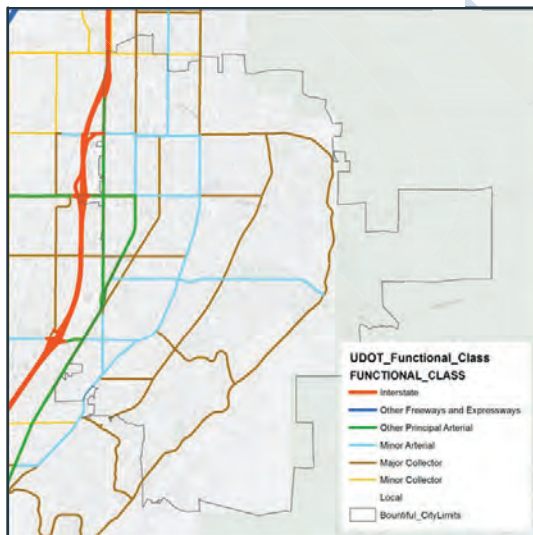 UDOT_Functional_Class
FUNCTIONAL_CLASS
Interstate
Other Freeways and Expressways
Other Principal Arterial
Minor Arterial
Major Collector
Minor Collector
Local
Bountiful_CityLimits